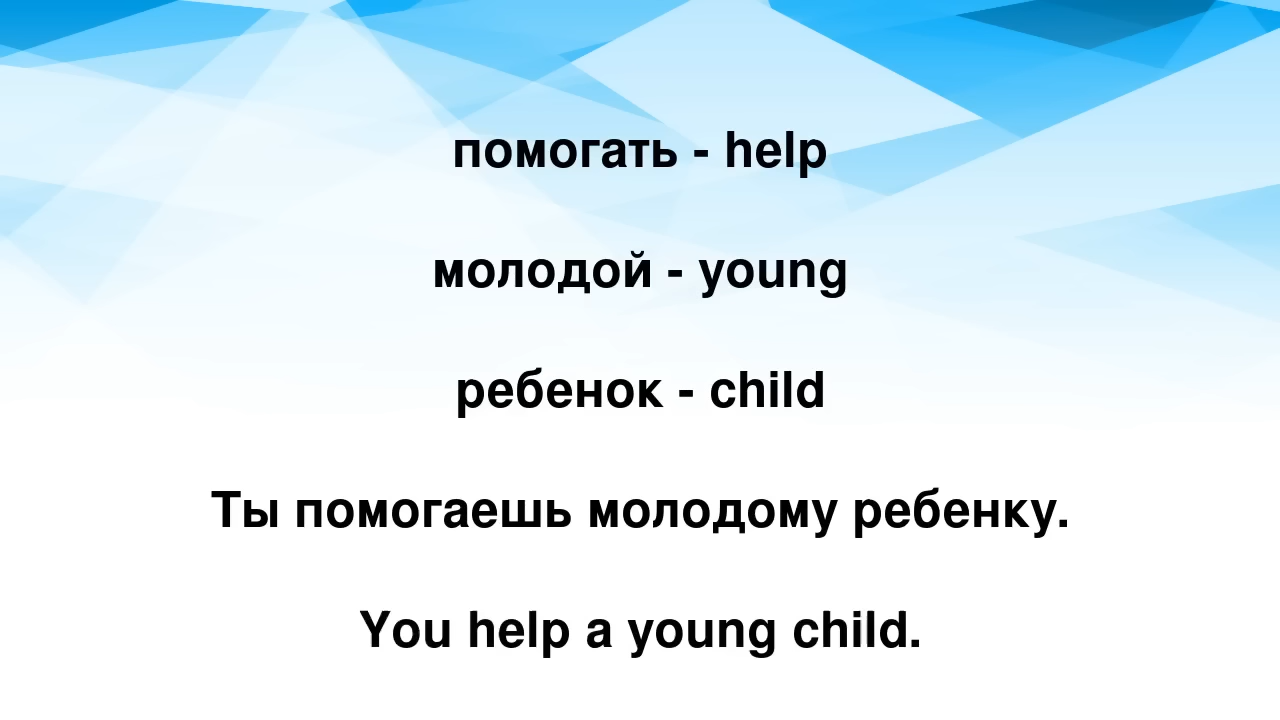 помогать - help
молодой - young
ребенок - child
Ты помогаешь молодому ребенку.
You help a young child.